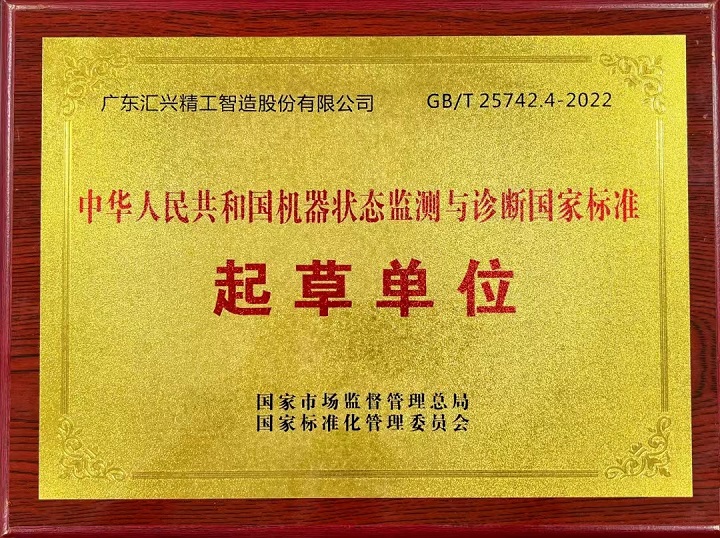 广东汇兴精工智造股份有限公司 GB/T 25742.4-2022
中华人民共和国机器状态监测与诊断国家标准
起草单位
国家市场监督管理总局
国家标准化管理委员会